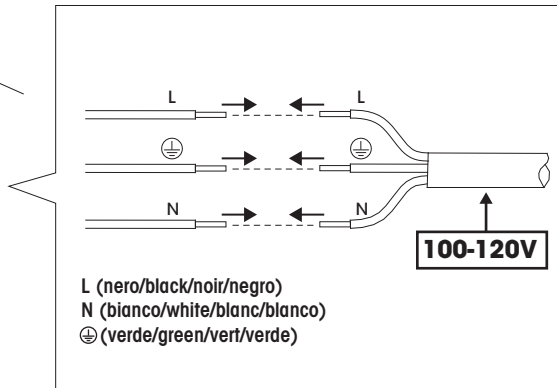 L L
⏚ ⏚
N N
100-120V
L (nero/black/noir/negro)
N (bianco/white/blanc/blanco)
⏚ (verde/green/vert/verde)